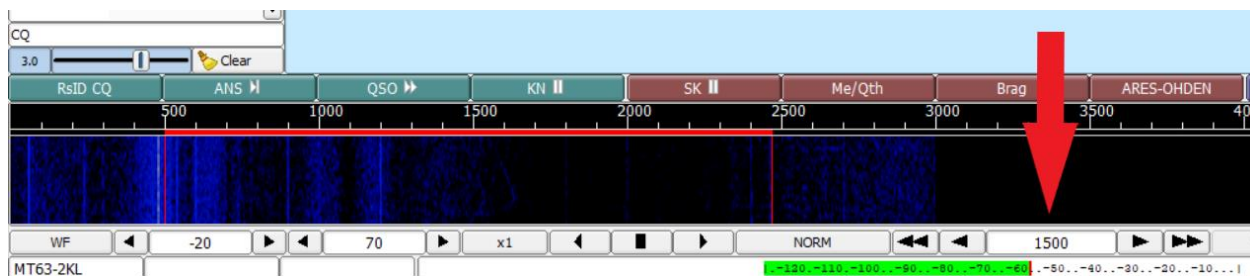 CQ
3.0 Clear
RsID CQ ANS QSO KN SK Me/Qth Brag ARES-OHDEN
500 1000 1500 2000 2500 3000 3500
WF -20 70 x1 NORM 1500
MT63-2KL -120..-110..-100..-90..-80..-70..-60..-50..-40..-30..-20..-10...